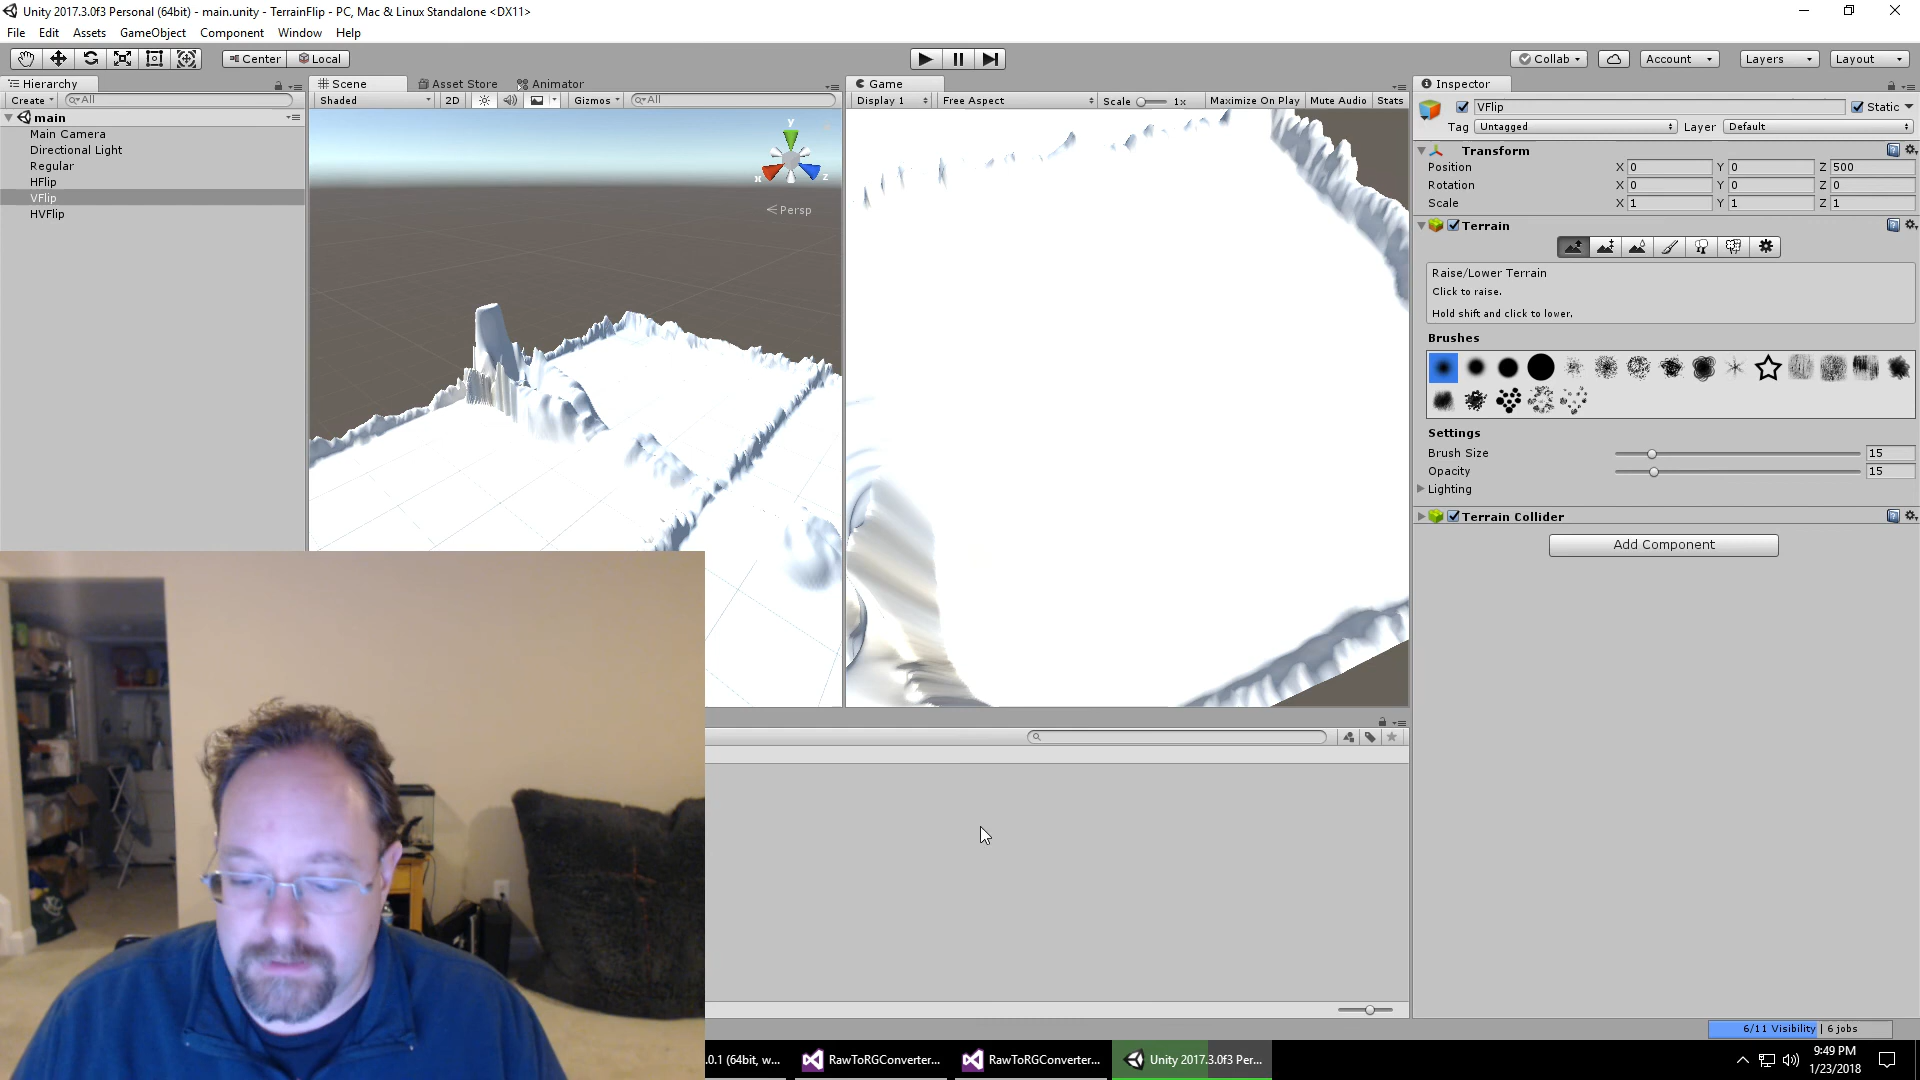 Unity 2017.3.0f3 Personal (64bit) - main.unity - TerrainFlip - PC, Mac & Linux Standalone <DX11>
File Edit Assets GameObject Component Window Help
Center Local Collab Account Layers Layout
Hierarchy
Create All
main
Main Camera
Directional Light
Regular
HFlip
VFlip
HVFlip
Scene Asset Store Animator
Shaded 2D Gizmos All
y
x z
Persp
Game
Display 1 Free Aspect Scale 1x Maximize On Play Mute Audio Stats
Inspector
VFlip Static
Tag Untagged Layer Default
Transform
Position X 0 Y 0 Z 500
Rotation X 0 Y 0 Z 0
Scale X 1 Y 1 Z 1
Terrain
Raise/Lower Terrain
Click to raise.
Hold shift and click to lower.
Brushes
Settings
Brush Size 15
Opacity 15
Lighting
Terrain Collider
Add Component
6/11 Visibility | 6 jobs
.0.1 (64bit, w... RawToRGConverter... RawToRGConverter... Unity 2017.3.0f3 Per...
9:49 PM
1/23/2018